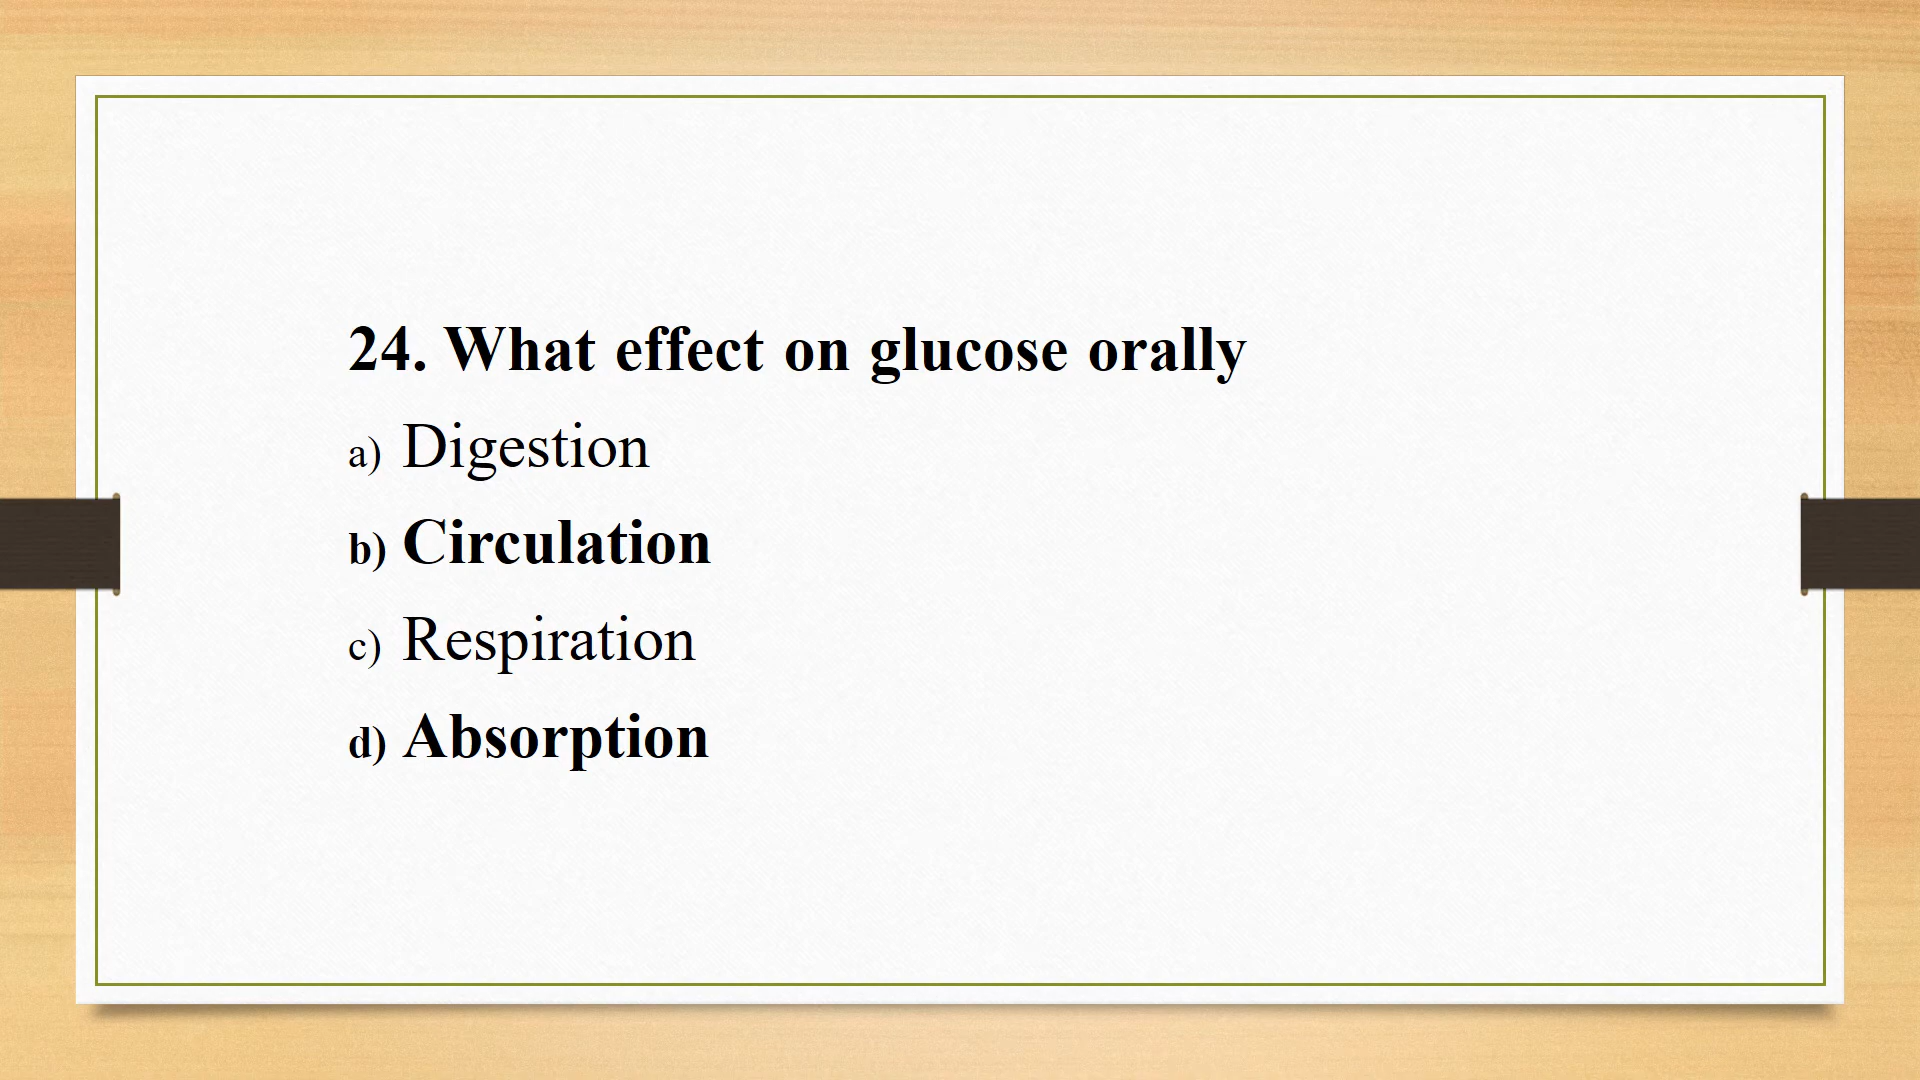 24. What effect on glucose orally
a) Digestion
b) Circulation
c) Respiration
d) Absorption